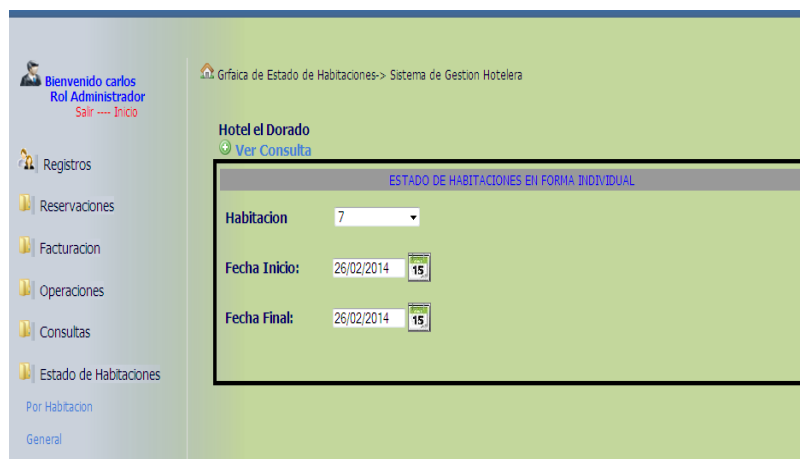 Bienvenido carlos
Rol Administrador
Salir ---- Inicio
Registros
Reservaciones
Facturacion
Operaciones
Consultas
Estado de Habitaciones
Por Habitacion
General
Grfaica de Estado de Habitaciones-> Sistema de Gestion Hotelera
Hotel el Dorado
Ver Consulta
ESTADO DE HABITACIONES EN FORMA INDIVIDUAL
Habitacion 7
Fecha Inicio: 26/02/2014 15
Fecha Final: 26/02/2014 15